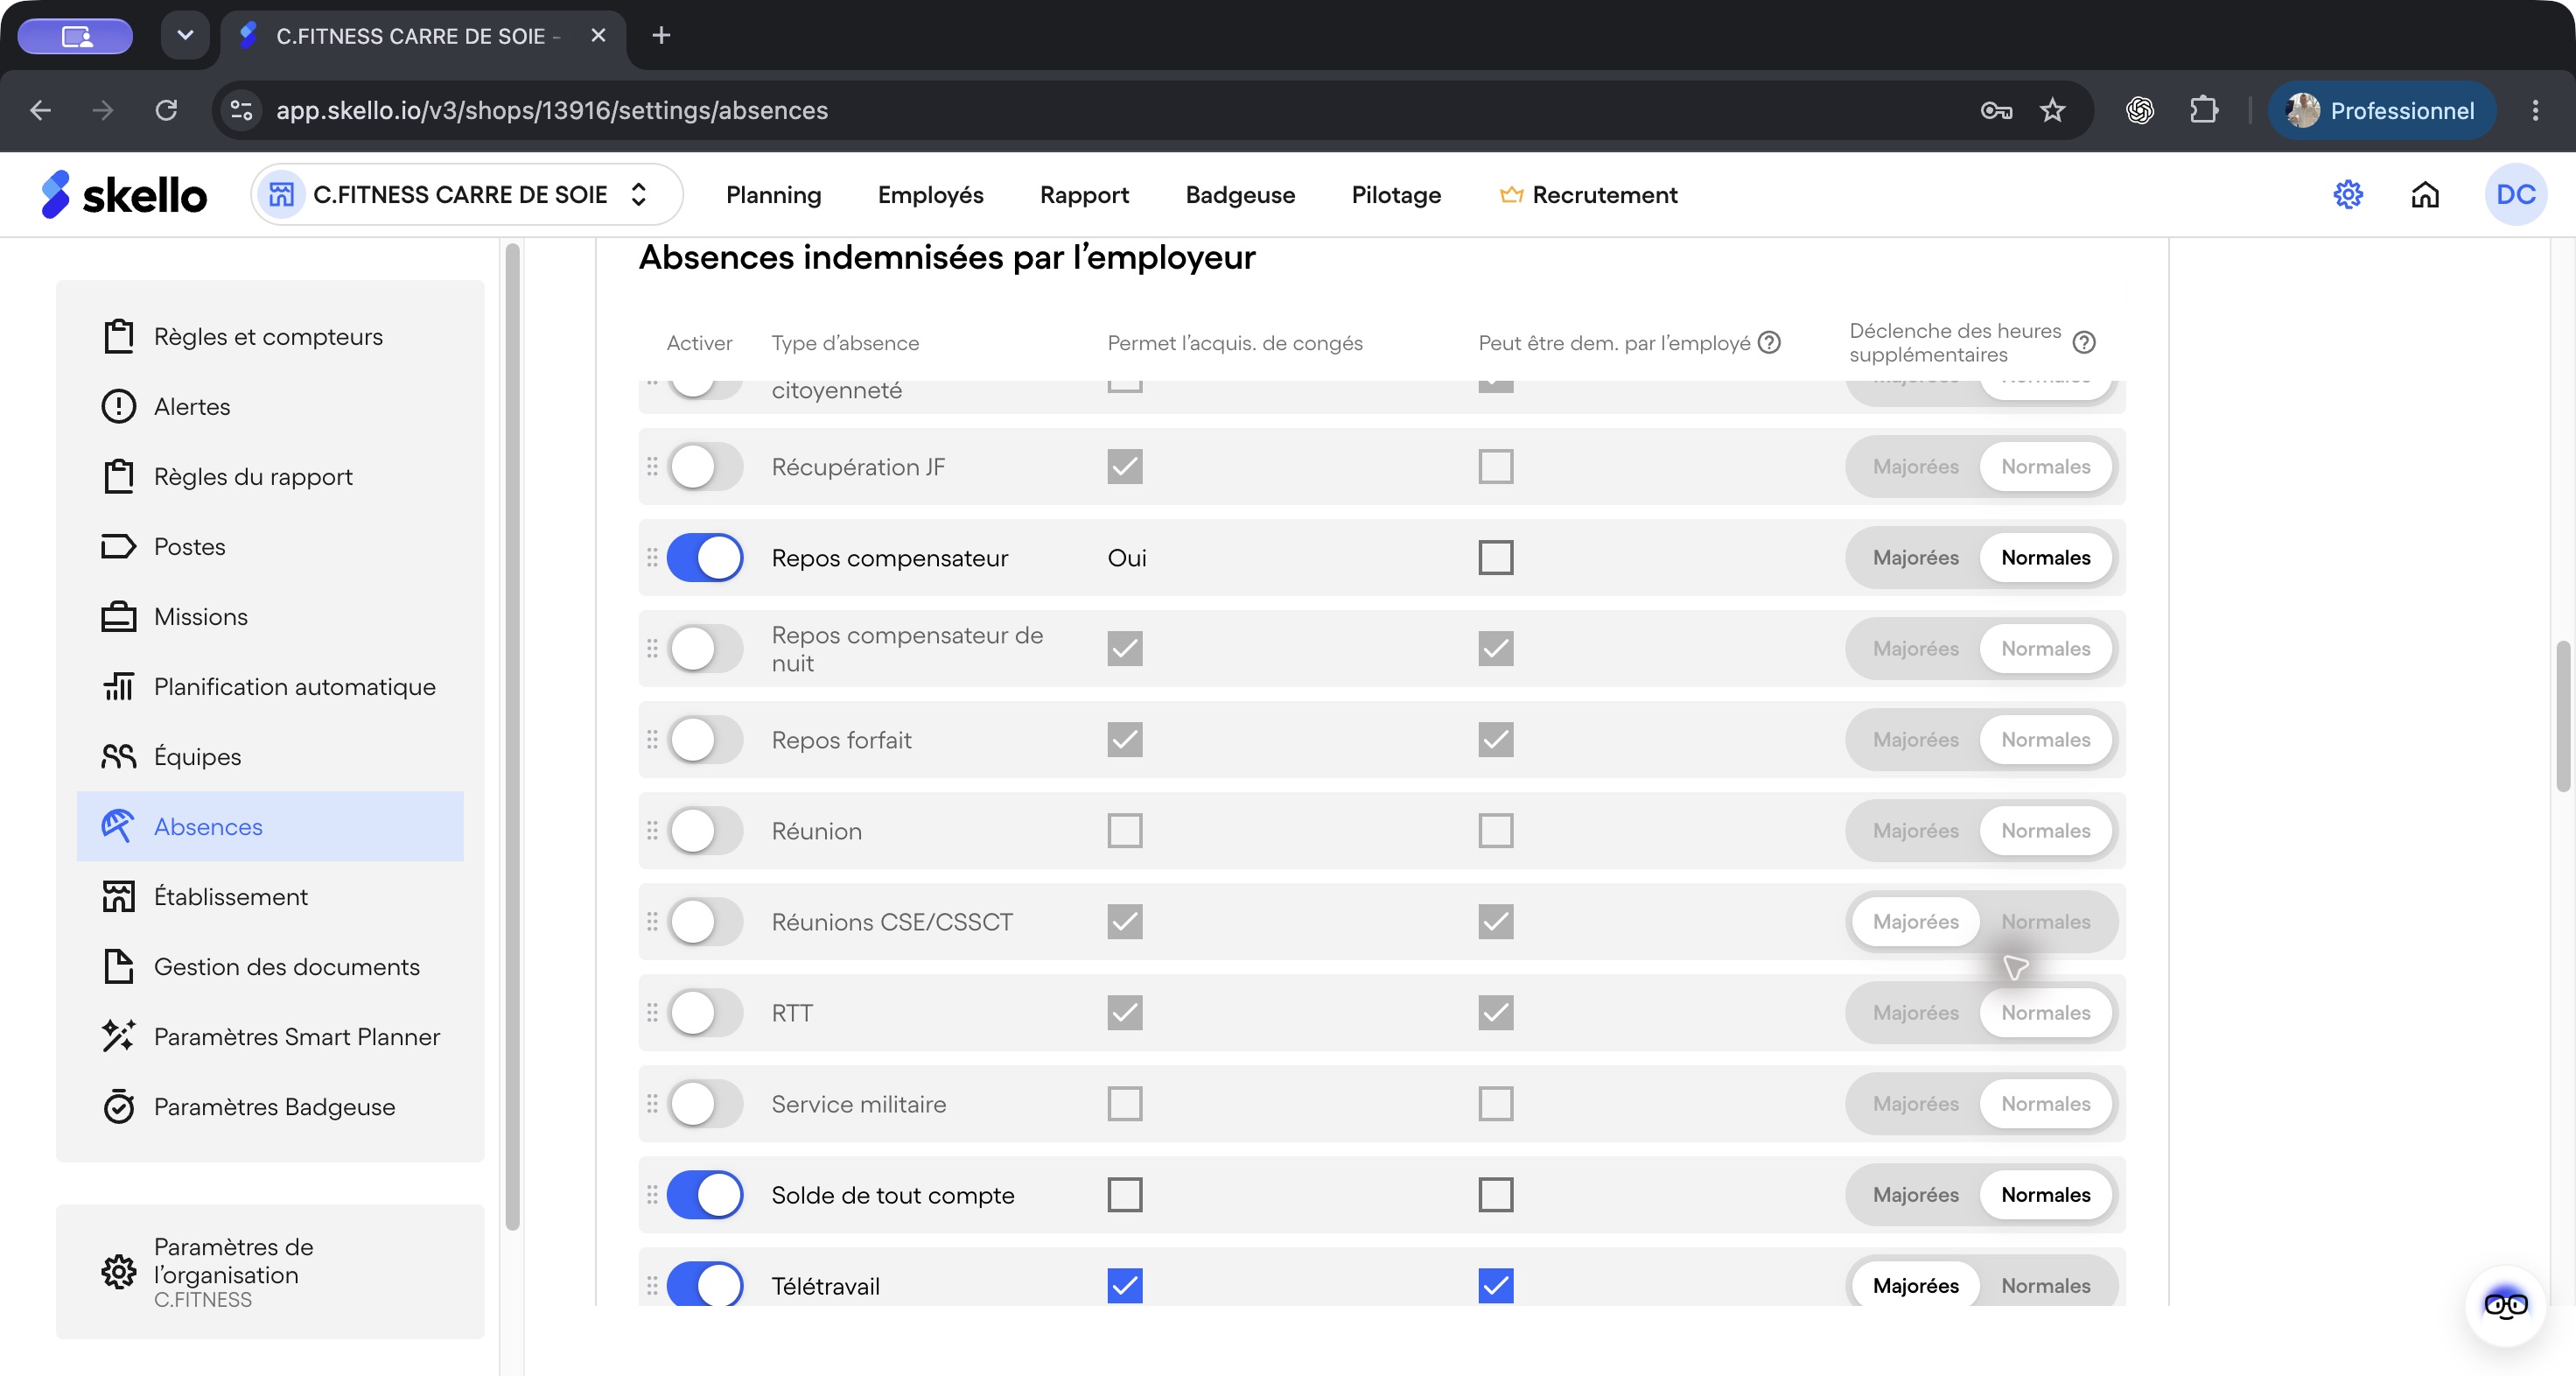 C.FITNESS CARRE DE SOIE -
app.skello.io/v3/shops/13916/settings/absences
Professionnel
skello
C.FITNESS CARRE DE SOIE
Planning
Employés
Rapport
Badgeuse
Pilotage
Recrutement
DC
Règles et compteurs
Alertes
Règles du rapport
Postes
Missions
Planification automatique
Équipes
Absences
Établissement
Gestion des documents
Paramètres Smart Planner
Paramètres Badgeuse
Paramètres de
l’organisation
C.FITNESS
Absences indemnisées par l’employeur
Activer
Type d’absence
Permet l’acquis. de congés
Peut être dem. par l’employé
Déclenche des heures
supplémentaires
citoyenneté
Majorées Normales
Récupération JF
Majorées Normales
Repos compensateur
Oui
Majorées Normales
Repos compensateur de
nuit
Majorées Normales
Repos forfait
Majorées Normales
Réunion
Majorées Normales
Réunions CSE/CSSCT
Majorées Normales
RTT
Majorées Normales
Service militaire
Majorées Normales
Solde de tout compte
Majorées Normales
Télétravail
Majorées Normales